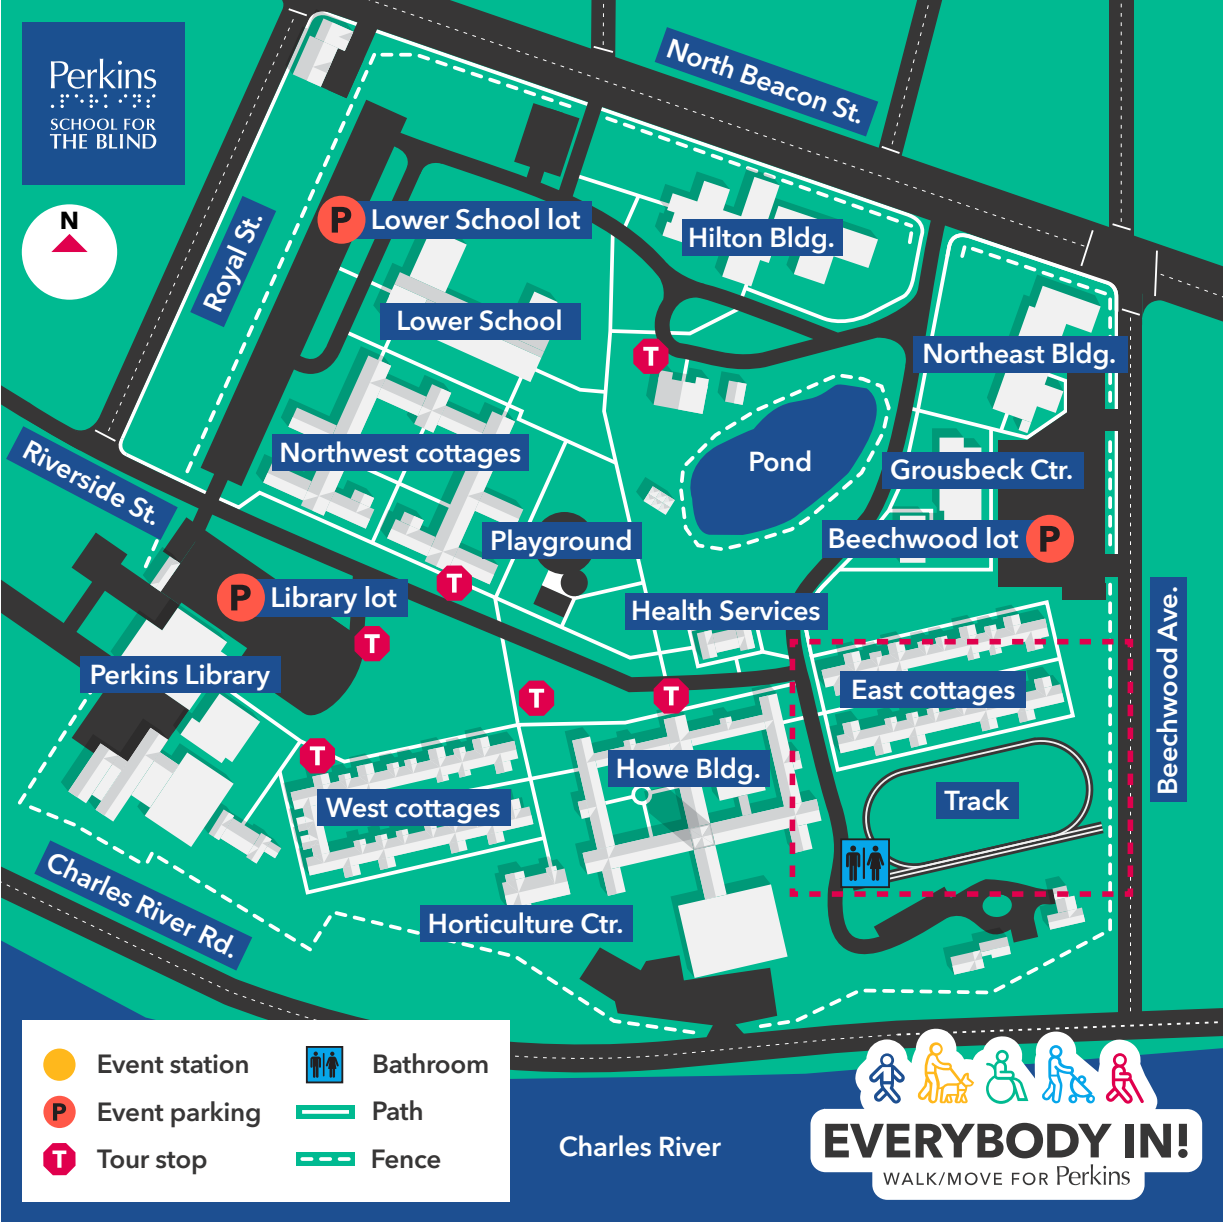 Perkins
⠠⠏⠑⠗⠅⠊⠝⠎
SCHOOL FOR
THE BLIND
N
North Beacon St.
Royal St.
P
Lower School lot
Hilton Bldg.
Lower School
T
Northeast Bldg.
Northwest cottages
Pond
Grousbeck Ctr.
Riverside St.
Playground
Beechwood lot
P
T
P
Library lot
Health Services
T
Perkins Library
T
T
East cottages
Beechwood Ave.
T
Howe Bldg.
West cottages
Track
Charles River Rd.
Horticulture Ctr.
Event station
Bathroom
P
Event parking
Path
T
Tour stop
Fence
Charles River
EVERYBODY IN!
WALK/MOVE FOR Perkins